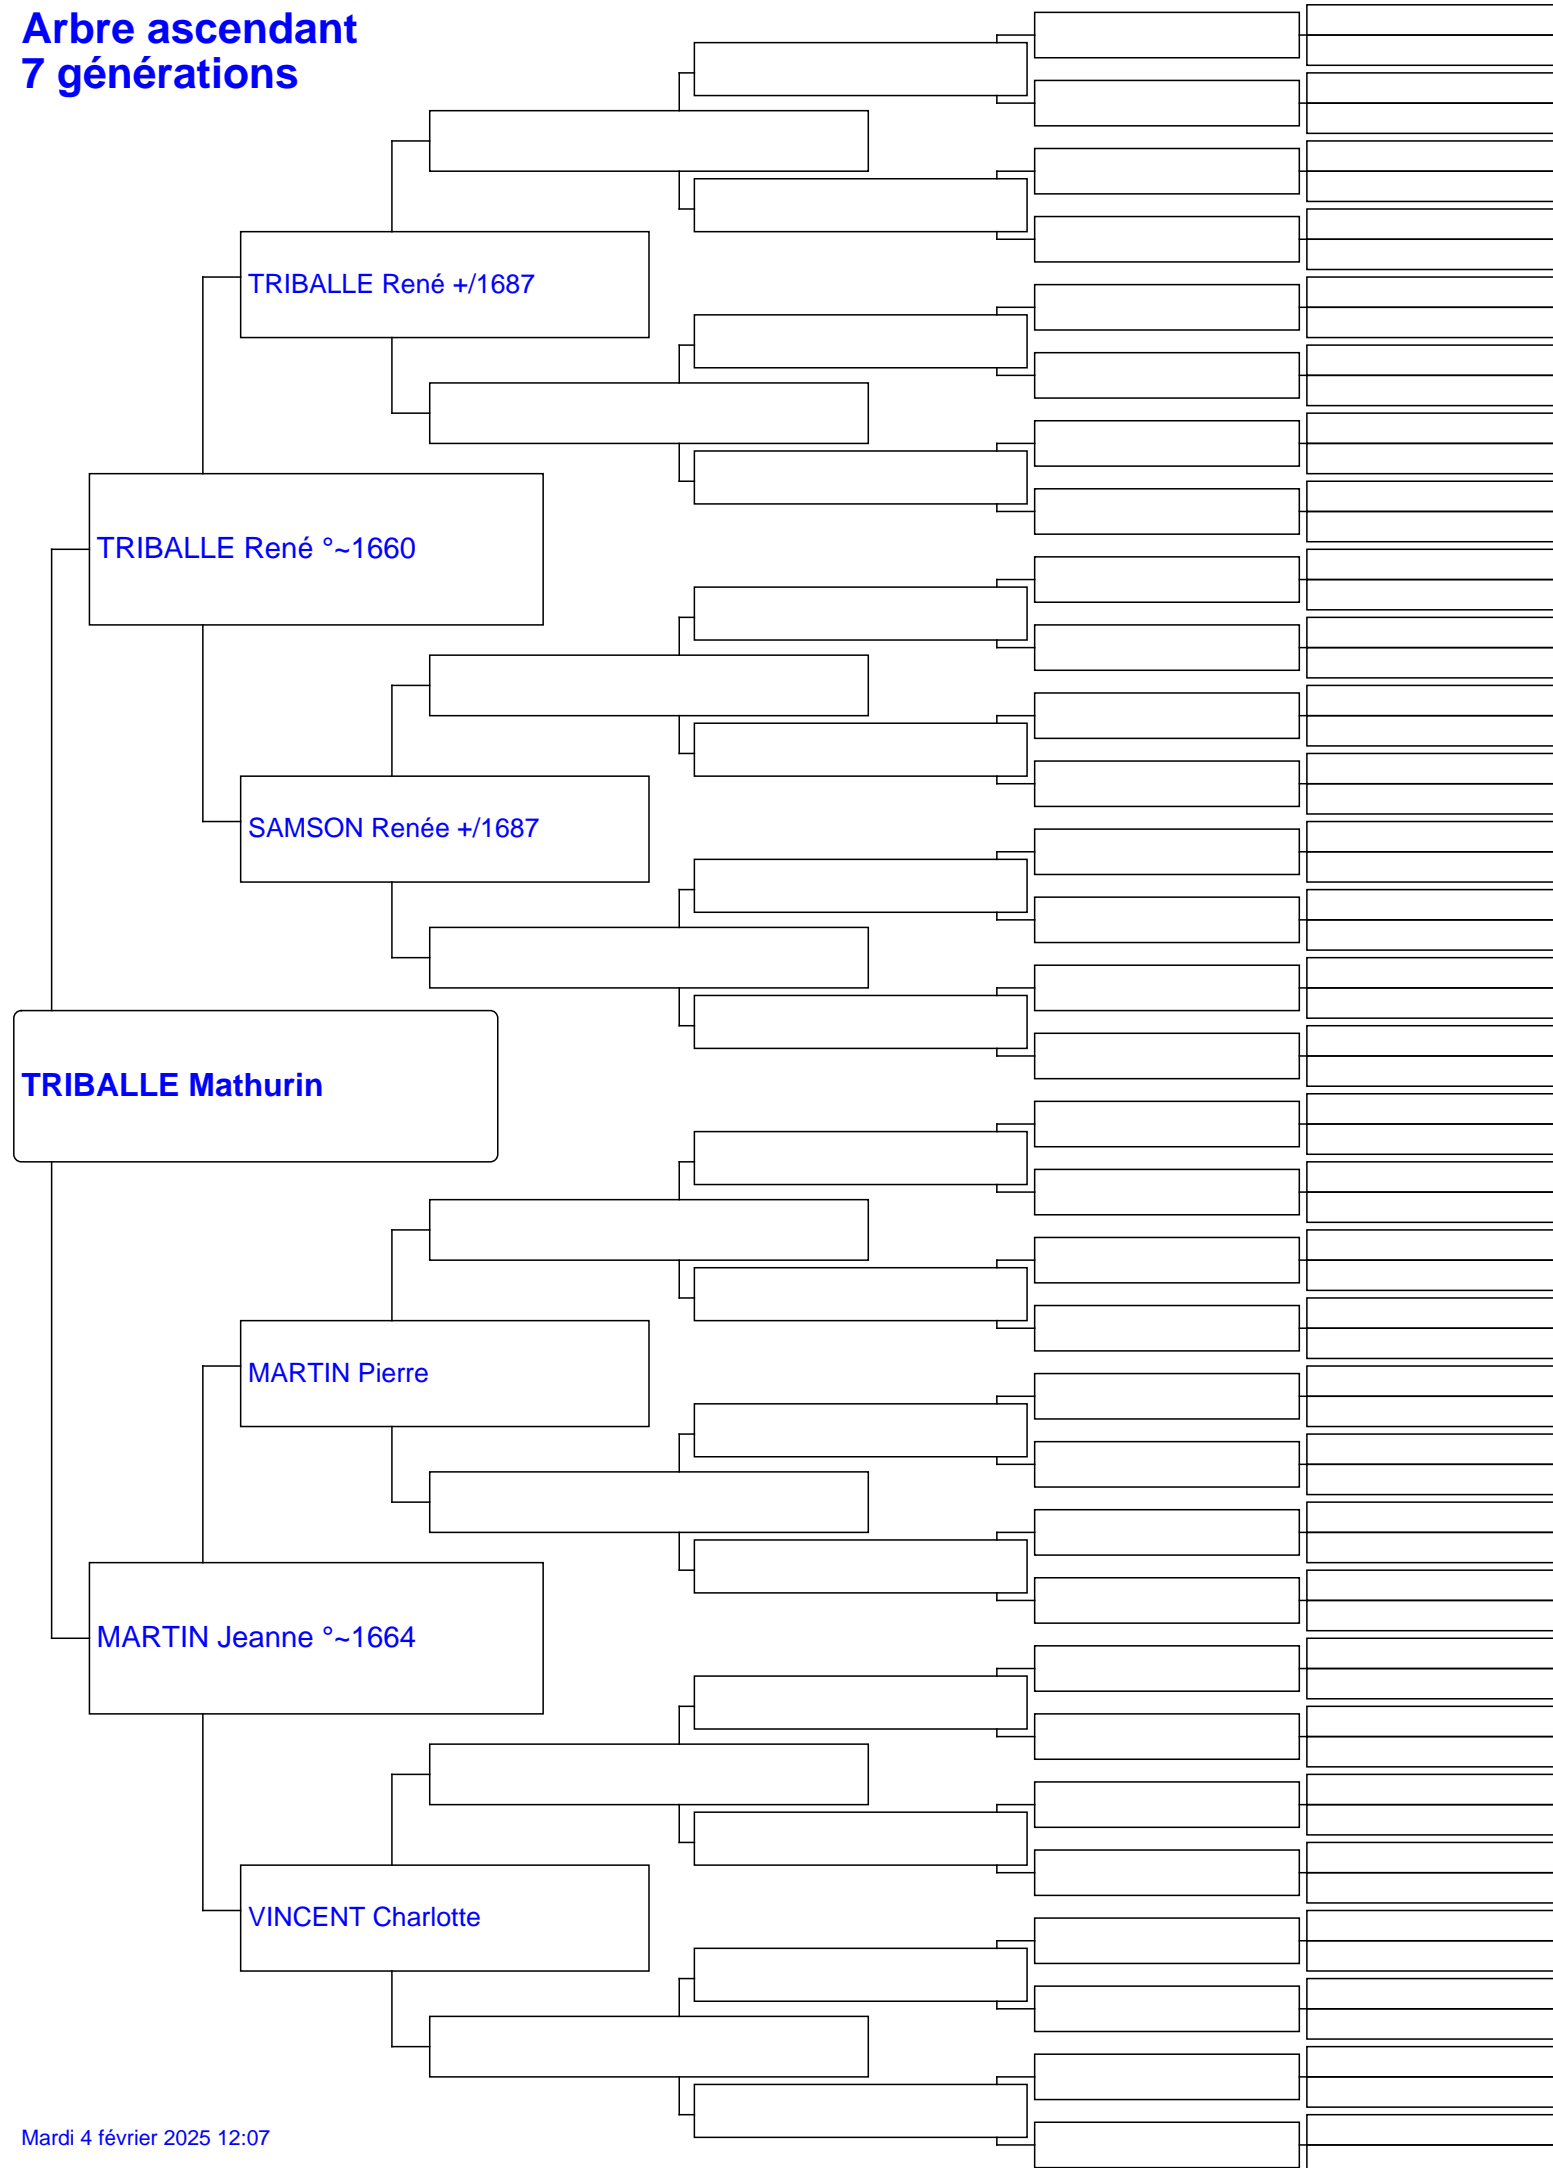 Arbre ascendant
7 générations
TRIBALLE René +/1687
TRIBALLE René °~1660
SAMSON Renée +/1687
TRIBALLE Mathurin
MARTIN Pierre
MARTIN Jeanne °~1664
VINCENT Charlotte
Mardi 4 février 2025 12:07